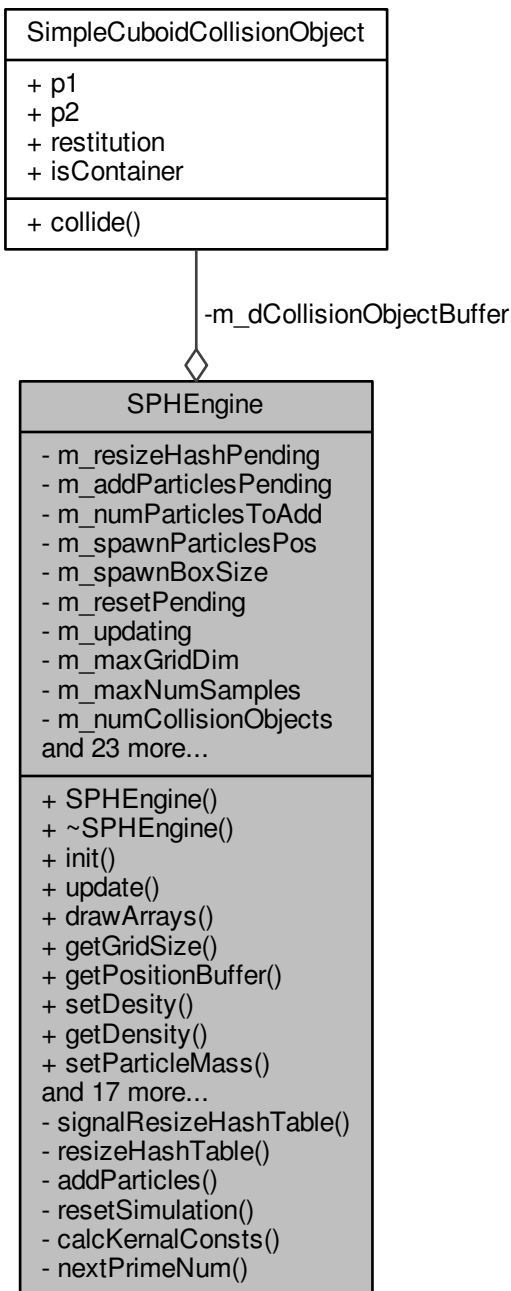 SimpleCuboidCollisionObject
+ p1
+ p2
+ restitution
+ isContainer
+ collide()
-m_dCollisionObjectBuffer
SPHEngine
- m_resizeHashPending
- m_addParticlesPending
- m_numParticlesToAdd
- m_spawnParticlesPos
- m_spawnBoxSize
- m_resetPending
- m_updating
- m_maxGridDim
- m_maxNumSamples
- m_numCollisionObjects
and 23 more...
+ SPHEngine()
+ ~SPHEngine()
+ init()
+ update()
+ drawArrays()
+ getGridSize()
+ getPositionBuffer()
+ setDesity()
+ getDensity()
+ setParticleMass()
and 17 more...
- signalResizeHashTable()
- resizeHashTable()
- addParticles()
- resetSimulation()
- calcKernalConsts()
- nextPrimeNum()